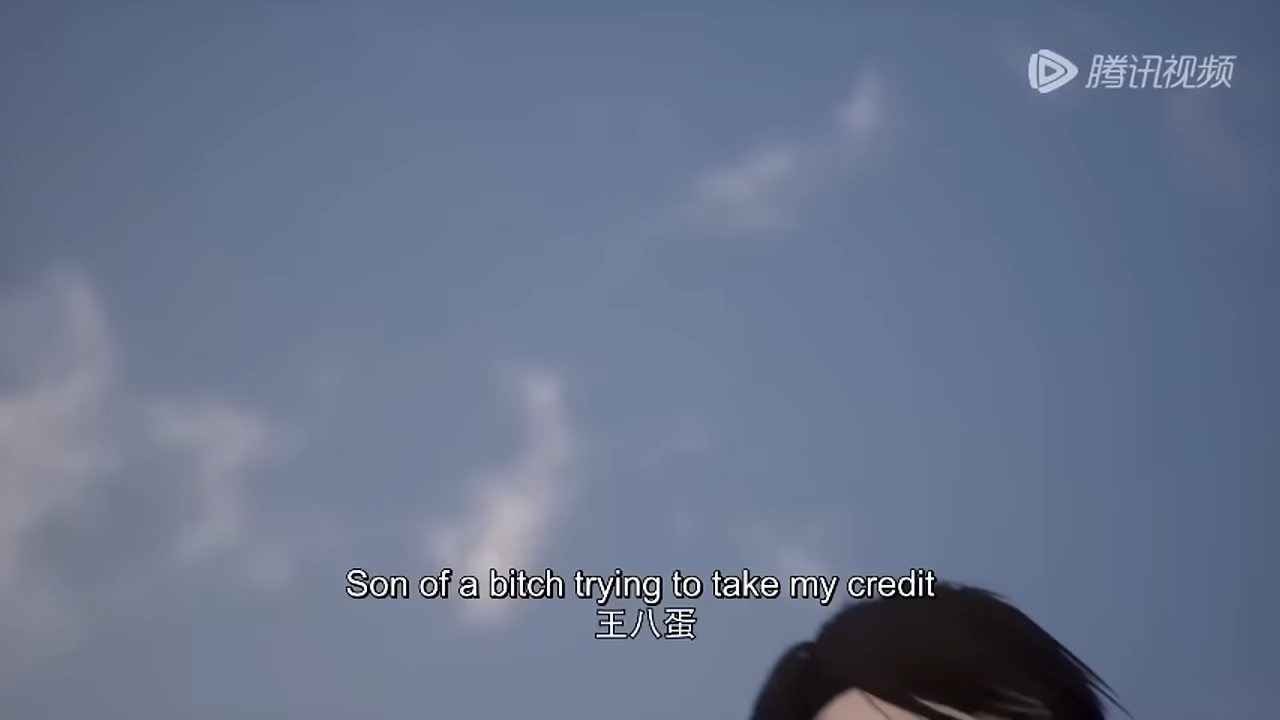 腾讯视频
Son of a bitch trying to take my credit
王八蛋